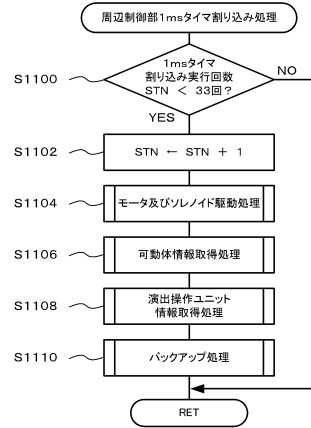 周辺制御部1msタイマ割り込み処理
S1100
1msタイマ
割り込み実行回数
STN < 33回?
NO
YES
S1102
STN ← STN + 1
S1104
モータ及びソレノイド駆動処理
S1106
可動体情報取得処理
S1108
演出操作ユニット
情報取得処理
S1110
バックアップ処理
RET